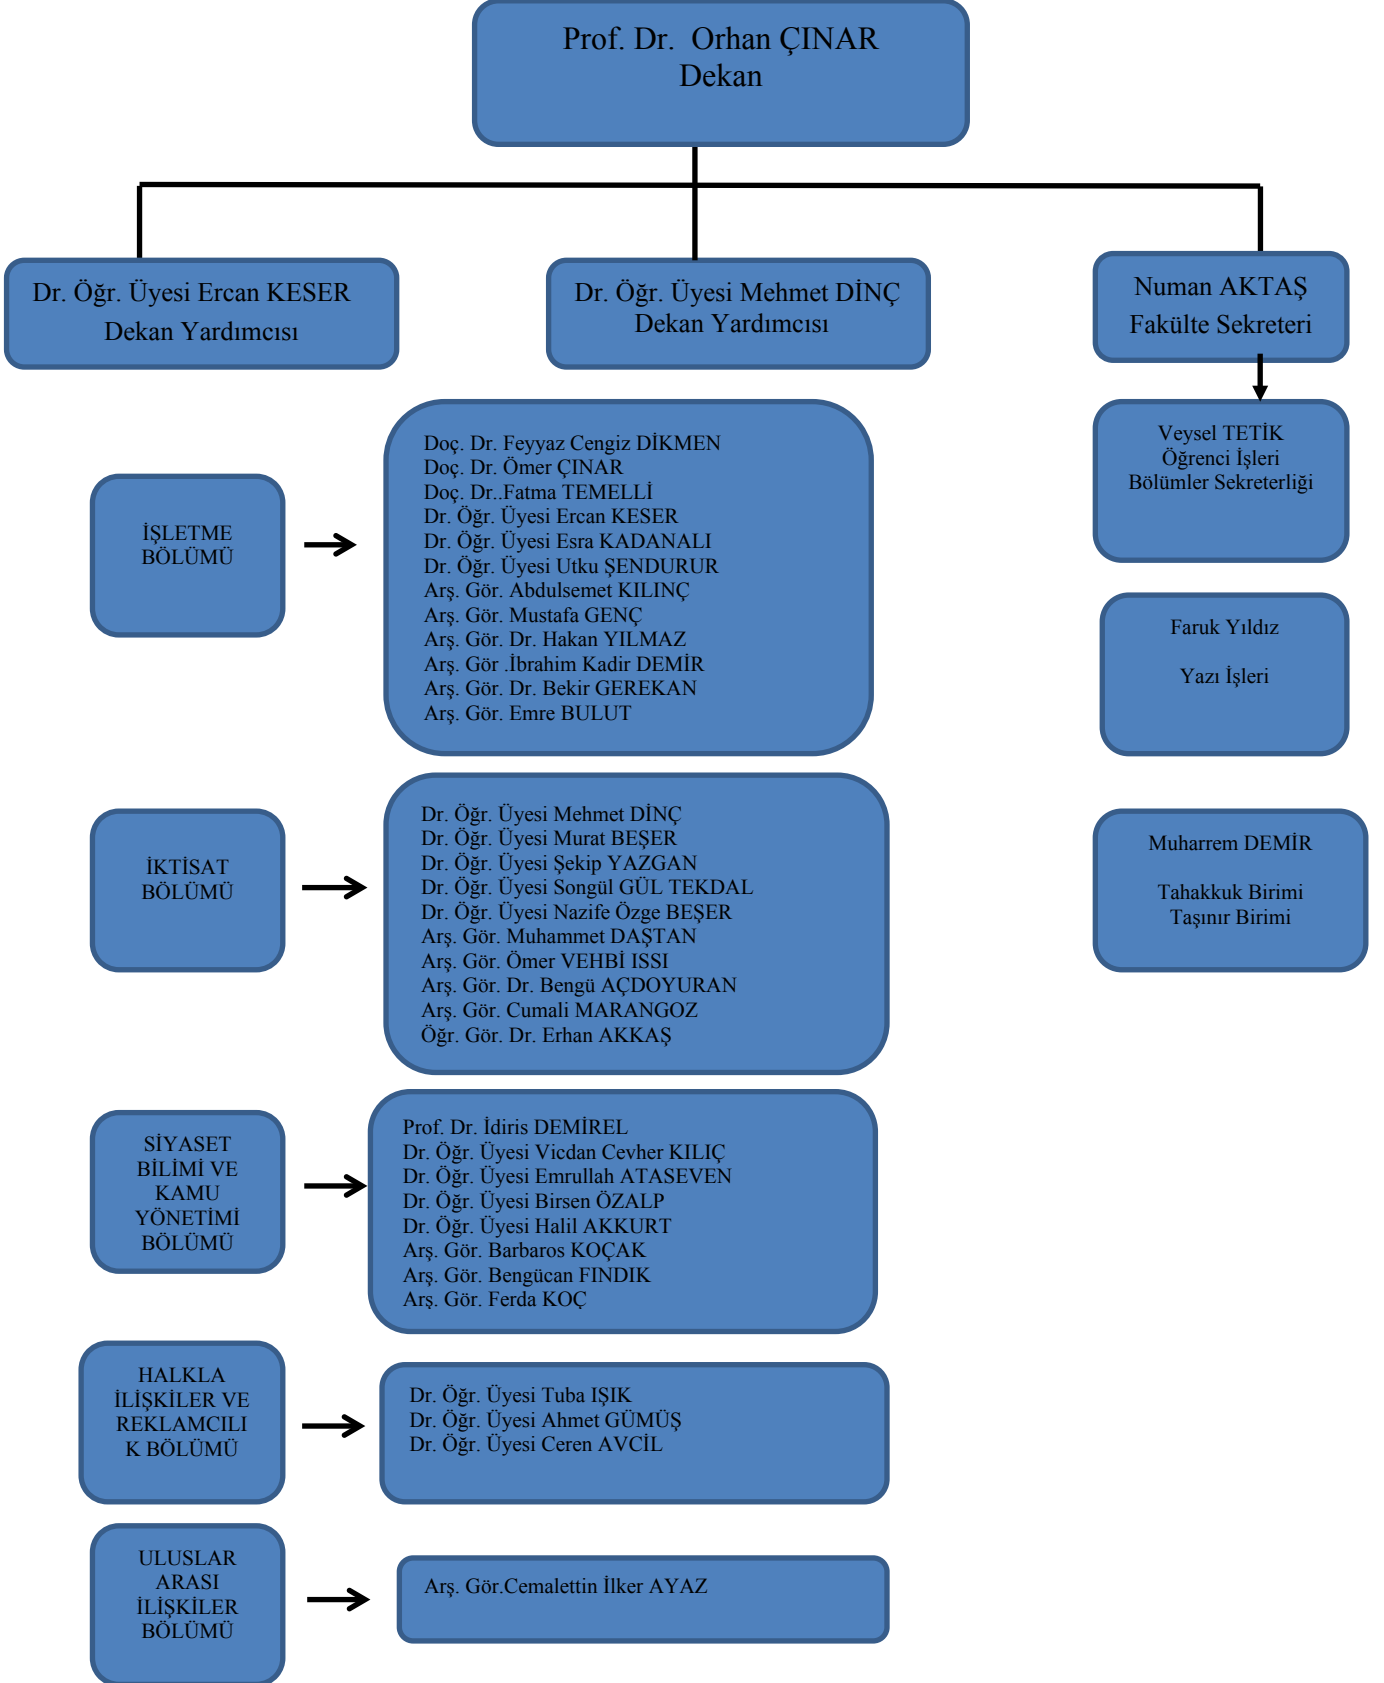 Prof. Dr.  Orhan ÇINAR
Dekan
Dr. Öğr. Üyesi Ercan KESER
Dekan Yardımcısı
Dr. Öğr. Üyesi Mehmet DİNÇ
Dekan Yardımcısı
Numan AKTAŞ
Fakülte Sekreteri
Veysel TETİK
Öğrenci İşleri
Bölümler Sekreterliği
Faruk Yıldız
Yazı İşleri
Muharrem DEMİR
Tahakkuk Birimi
Taşınır Birimi
İŞLETME
BÖLÜMÜ
Doç. Dr. Feyyaz Cengiz DİKMEN
Doç. Dr. Ömer ÇINAR
Doç. Dr..Fatma TEMELLİ
Dr. Öğr. Üyesi Ercan KESER
Dr. Öğr. Üyesi Esra KADANALI
Dr. Öğr. Üyesi Utku ŞENDURUR
Arş. Gör. Abdulsemet KILINÇ
Arş. Gör. Mustafa GENÇ
Arş. Gör. Dr. Hakan YILMAZ
Arş. Gör .İbrahim Kadir DEMİR
Arş. Gör. Dr. Bekir GEREKAN
Arş. Gör. Emre BULUT
İKTİSAT
BÖLÜMÜ
Dr. Öğr. Üyesi Mehmet DİNÇ
Dr. Öğr. Üyesi Murat BEŞER
Dr. Öğr. Üyesi Şekip YAZGAN
Dr. Öğr. Üyesi Songül GÜL TEKDAL
Dr. Öğr. Üyesi Nazife Özge BEŞER
Arş. Gör. Muhammet DAŞTAN
Arş. Gör. Ömer VEHBİ ISSI
Arş. Gör. Dr. Bengü AÇDOYURAN
Arş. Gör. Cumali MARANGOZ
Öğr. Gör. Dr. Erhan AKKAŞ
SİYASET
BİLİMİ VE
KAMU
YÖNETİMİ
BÖLÜMÜ
Prof. Dr. İdiris DEMİREL
Dr. Öğr. Üyesi Vicdan Cevher KILIÇ
Dr. Öğr. Üyesi Emrullah ATASEVEN
Dr. Öğr. Üyesi Birsen ÖZALP
Dr. Öğr. Üyesi Halil AKKURT
Arş. Gör. Barbaros KOÇAK
Arş. Gör. Bengücan FINDIK
Arş. Gör. Ferda KOÇ
HALKLA
İLİŞKİLER VE
REKLAMCILI
K BÖLÜMÜ
Dr. Öğr. Üyesi Tuba IŞIK
Dr. Öğr. Üyesi Ahmet GÜMÜŞ
Dr. Öğr. Üyesi Ceren AVCİL
ULUSLAR
ARASI
İLİŞKİLER
BÖLÜMÜ
Arş. Gör.Cemalettin İlker AYAZ